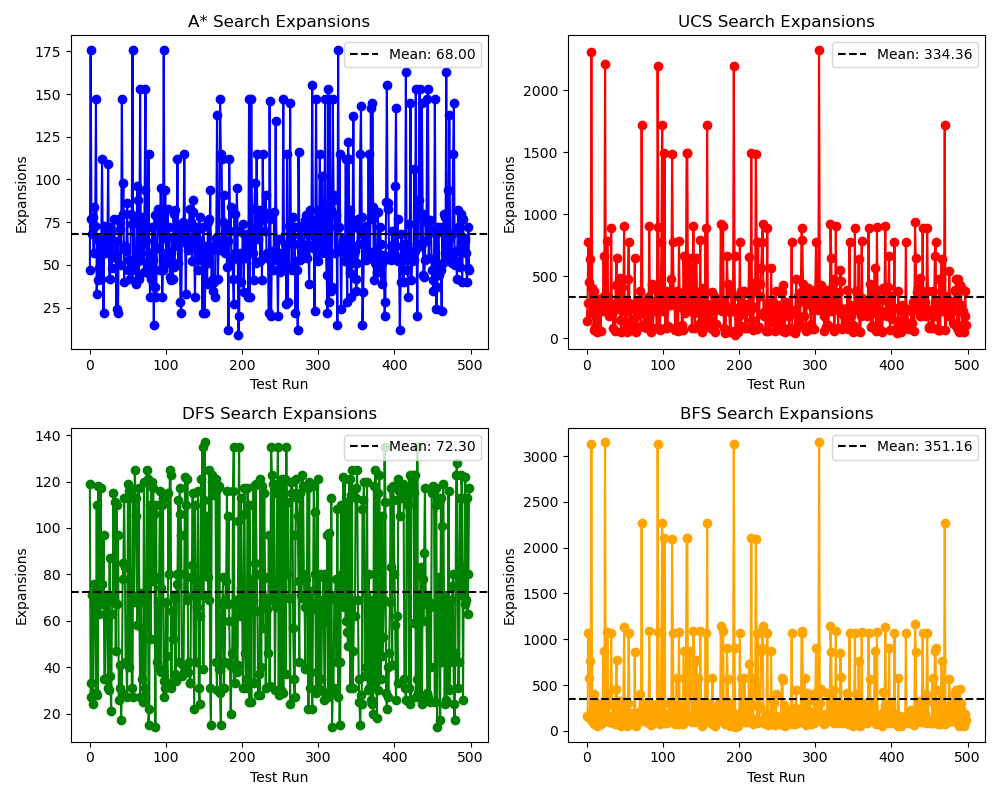 A* Search Expansions
Mean: 68.00
175
150
125
100
75
50
25
Expansions
0 100 200 300 400 500
Test Run
UCS Search Expansions
Mean: 334.36
2000
1500
1000
500
0
Expansions
0 100 200 300 400 500
Test Run
DFS Search Expansions
Mean: 72.30
140
120
100
80
60
40
20
Expansions
0 100 200 300 400 500
Test Run
BFS Search Expansions
Mean: 351.16
3000
2500
2000
1500
1000
500
0
Expansions
0 100 200 300 400 500
Test Run